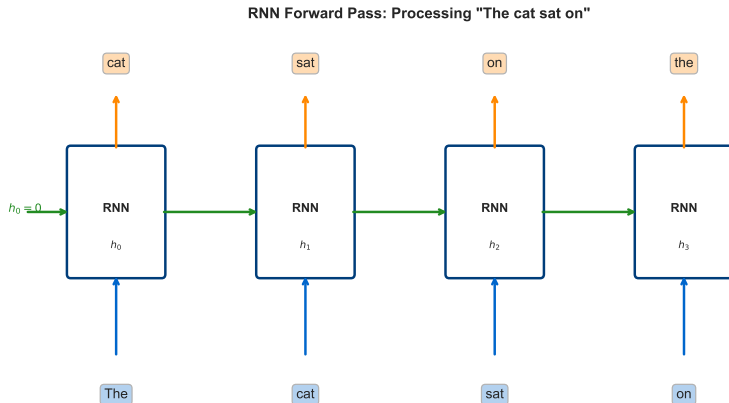 RNN Forward Pass: Processing "The cat sat on"
cat sat on the
h₀ = 0 RNN RNN RNN RNN
h₀ h₁ h₂ h₃
The cat sat on